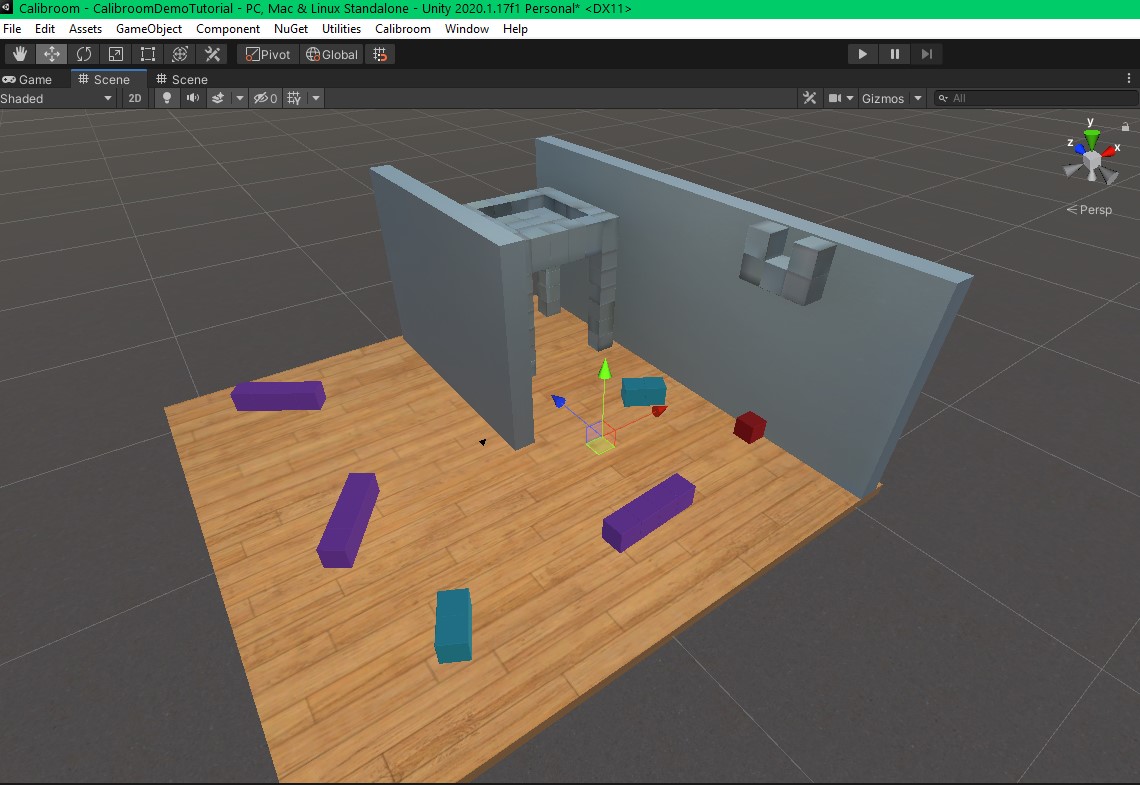 Calibroom - CalibroomDemoTutorial - PC, Mac & Linux Standalone - Unity 2020.1.17f1 Personal* <DX11>
File Edit Assets GameObject Component NuGet Utilities Calibroom Window Help
Pivot Global
Game Scene Scene
Shaded 2D 0 Gizmos All
y
z x
Persp